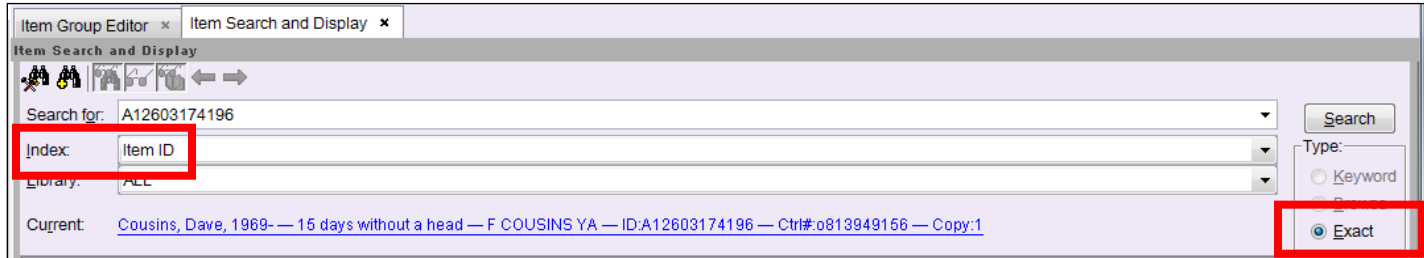 Item Group Editor × Item Search and Display ×
Item Search and Display
Search for: A12603174196 Search
Index: Item ID Type:
Library: ALL Keyword
Browse
Current: Cousins, Dave, 1969- — 15 days without a head — F COUSINS YA — ID:A12603174196 — Ctrl#:o813949156 — Copy:1 Exact